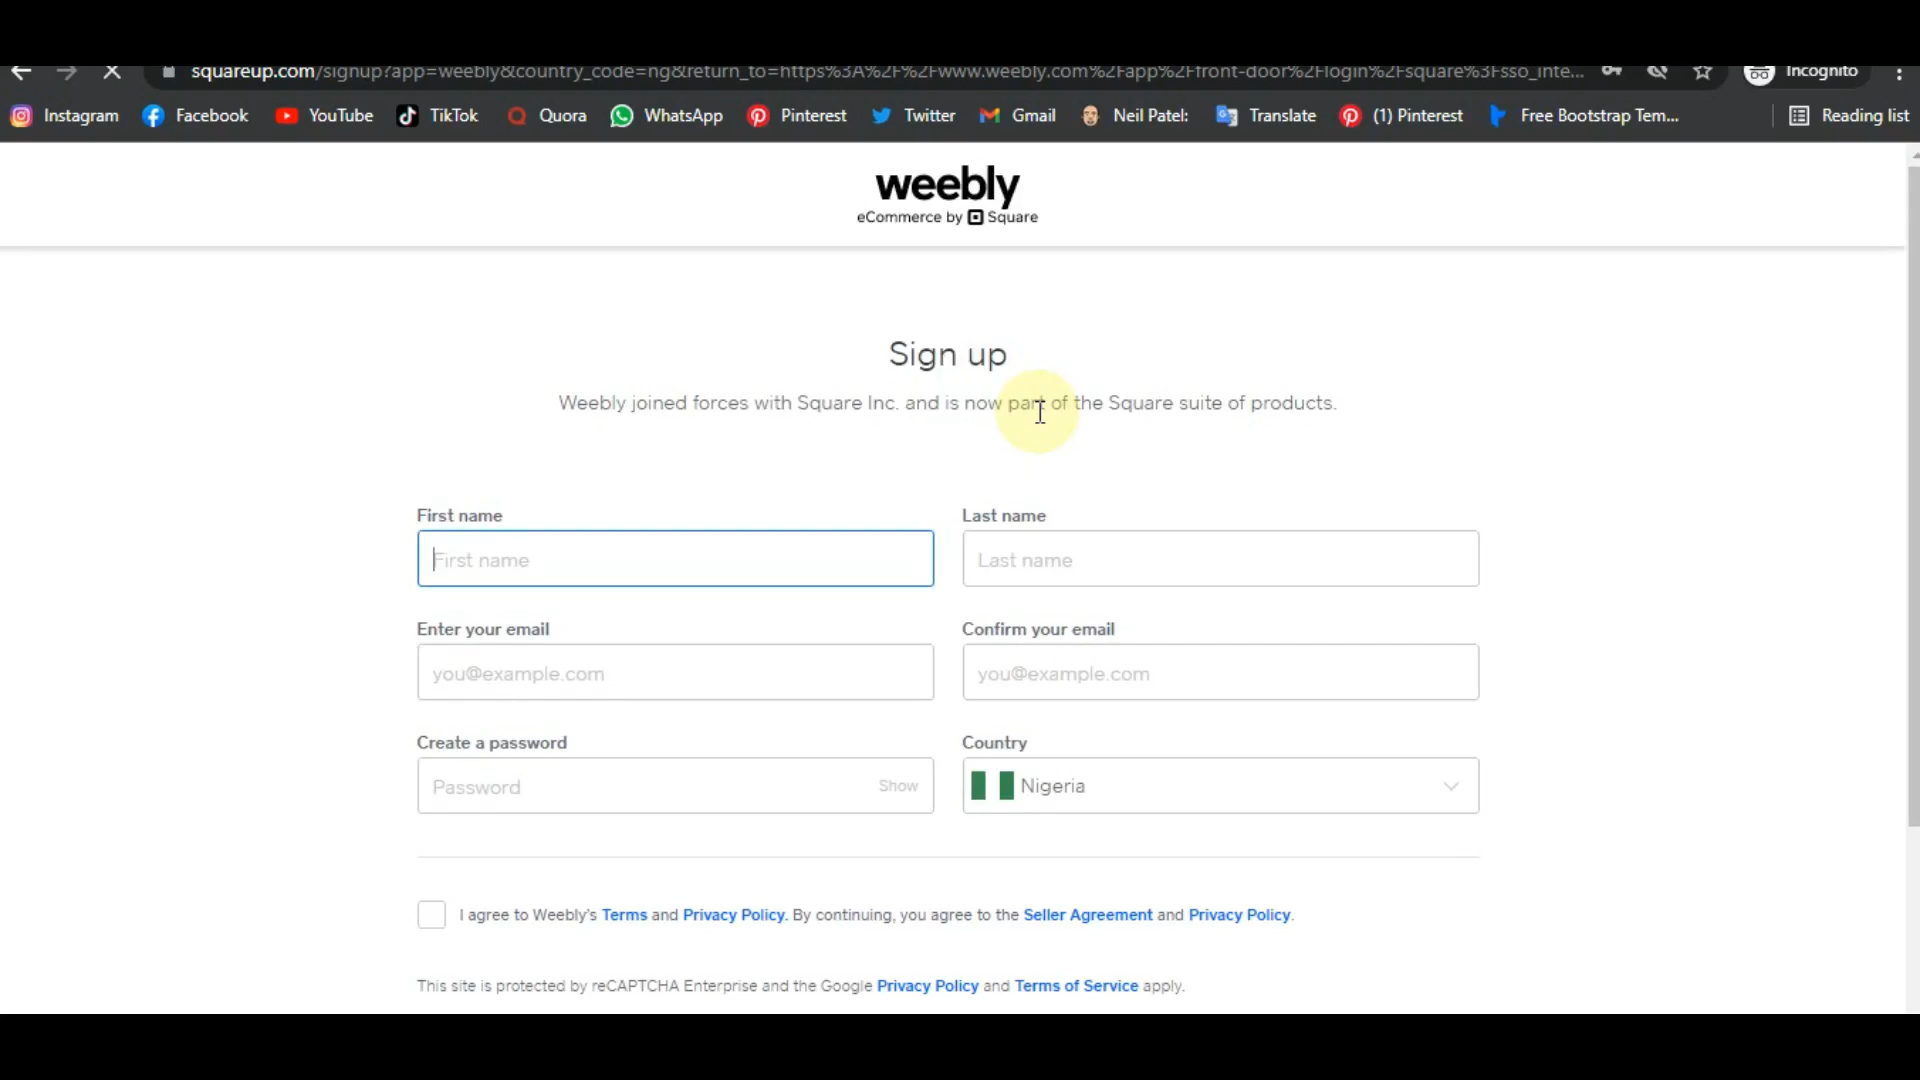 squareup.com/signup?app=weebly&country_code=ng&return_to=https%3A%2F%2Fwww.weebly.com%2Fapp%2Ffront-door%2Flogin%2Fsquare%3Fsso_inte... Incognito
Instagram Facebook YouTube TikTok Quora WhatsApp Pinterest Twitter Gmail Neil Patel: Translate (1) Pinterest Free Bootstrap Tem... Reading list
weebly
eCommerce by Square
Sign up
Weebly joined forces with Square Inc. and is now part of the Square suite of products.
First name Last name
First name Last name
Enter your email Confirm your email
you@example.com you@example.com
Create a password Country
Password Show Nigeria
I agree to Weebly's Terms and Privacy Policy. By continuing, you agree to the Seller Agreement and Privacy Policy.
This site is protected by reCAPTCHA Enterprise and the Google Privacy Policy and Terms of Service apply.